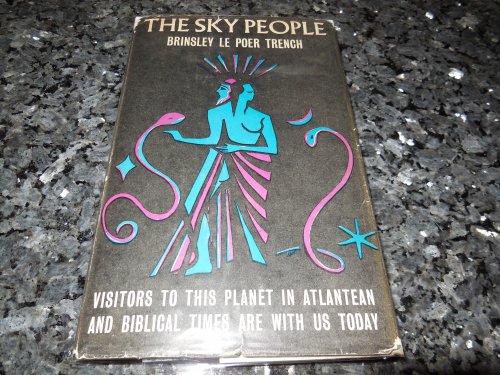 THE SKY PEOPLE
BRINSLEY LE POER TRENCH
VISITORS TO THIS PLANET IN ATLANTEAN
AND BIBLICAL TIMES ARE WITH US TODAY